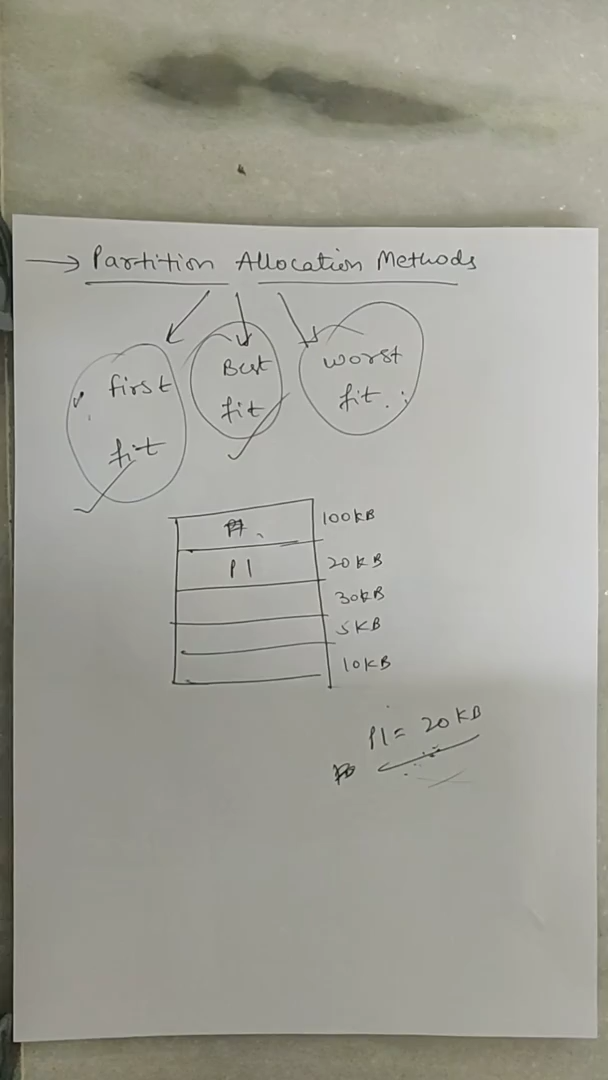 → Partition Allocation Methods
first fit
Best fit
worst fit.
100KB
P1 20KB
30KB
5KB
10KB
P1 = 20KB